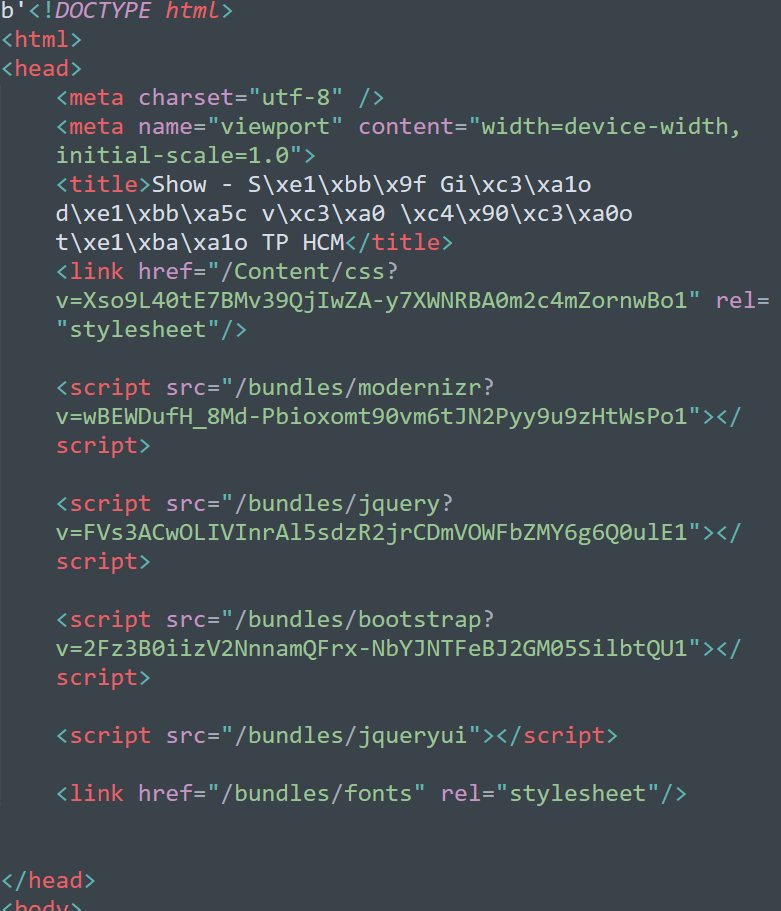 b'<!DOCTYPE html>
<html>
<head>
<meta charset="utf-8" />
<meta name="viewport" content="width=device-width,
initial-scale=1.0">
<title>Show - S\xe1\xbb\x9f Gi\xc3\xa1o
d\xe1\xbb\xa5c v\xc3\xa0 \xc4\x90\xc3\xa0o
t\xe1\xba\xa1o TP HCM</title>
<link href="/Content/css?
v=Xso9L40tE7BMv39QjIwZA-y7XWNRBA0m2c4mZornwBo1" rel=
"stylesheet"/>
<script src="/bundles/modernizr?
v=wBEWDufH_8Md-Pbioxomt90vm6tJN2Pyy9u9zHtWsPo1"></
script>
<script src="/bundles/jquery?
v=FVs3ACwOLIVInrAl5sdzR2jrCDmVOWFbZMY6g6Q0ulE1"></
script>
<script src="/bundles/bootstrap?
v=2Fz3B0iizV2NnnamQFrx-NbYJNTFeBJ2GM05SilbtQU1"></
script>
<script src="/bundles/jqueryui"></script>
<link href="/bundles/fonts" rel="stylesheet"/>
</head>
<body>